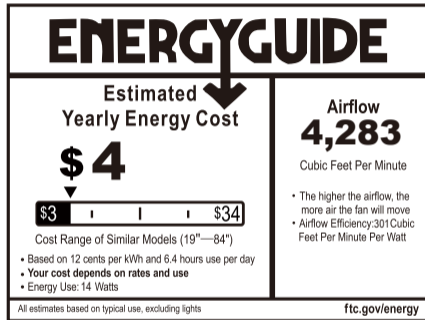 ENERGYGUIDE
Estimated
Yearly Energy Cost
$4
$3
$34
Cost Range of Similar Models (19"—84")
• Based on 12 cents per kWh and 6.4 hours use per day
• Your cost depends on rates and use
• Energy Use: 14 Watts
Airflow
4,283
Cubic Feet Per Minute
• The higher the airflow, the
more air the fan will move
• Airflow Efficiency:301Cubic
Feet Per Minute Per Watt
All estimates based on typical use, excluding lights
ftc.gov/energy